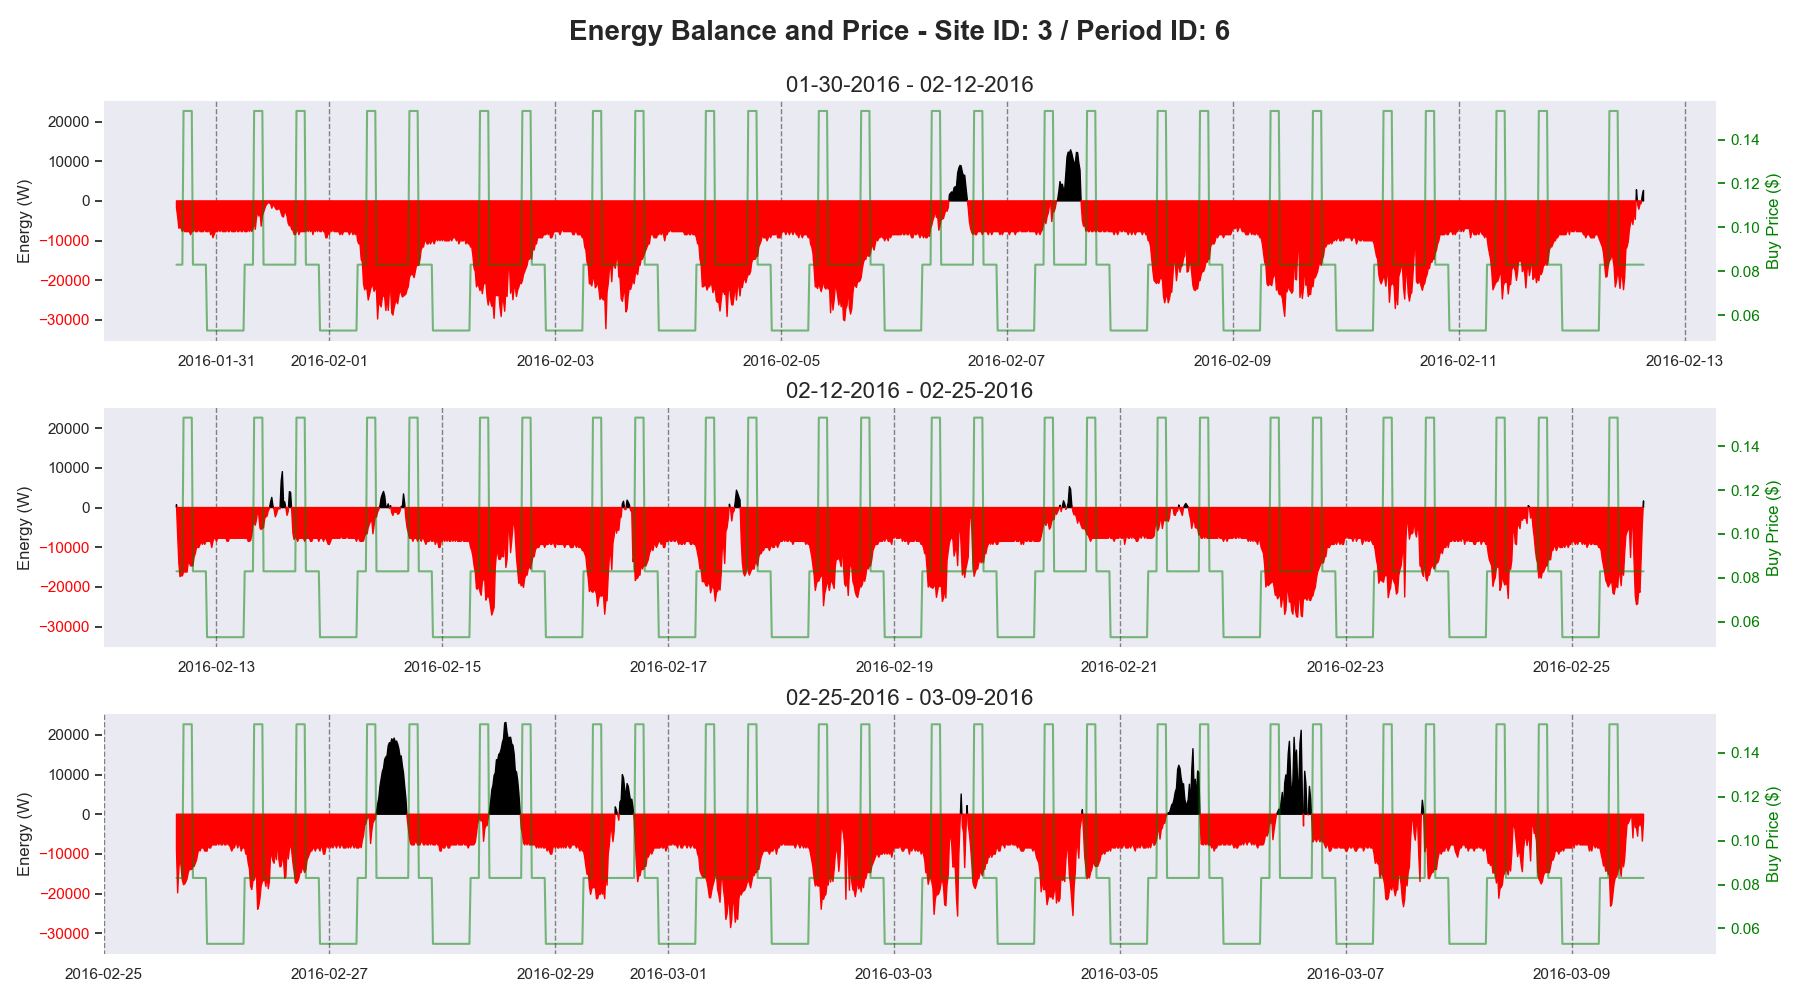 Energy Balance and Price - Site ID: 3 / Period ID: 6
01-30-2016 - 02-12-2016
Energy (W)
20000
10000
0
−10000
−20000
−30000
0.14
0.12
0.10
0.08
0.06
Buy Price ($)
2016-01-31 2016-02-01 2016-02-03 2016-02-05 2016-02-07 2016-02-09 2016-02-11 2016-02-13
02-12-2016 - 02-25-2016
Energy (W)
20000
10000
0
−10000
−20000
−30000
0.14
0.12
0.10
0.08
0.06
Buy Price ($)
2016-02-13 2016-02-15 2016-02-17 2016-02-19 2016-02-21 2016-02-23 2016-02-25
02-25-2016 - 03-09-2016
Energy (W)
20000
10000
0
−10000
−20000
−30000
0.14
0.12
0.10
0.08
0.06
Buy Price ($)
2016-02-25 2016-02-27 2016-02-29 2016-03-01 2016-03-03 2016-03-05 2016-03-07 2016-03-09